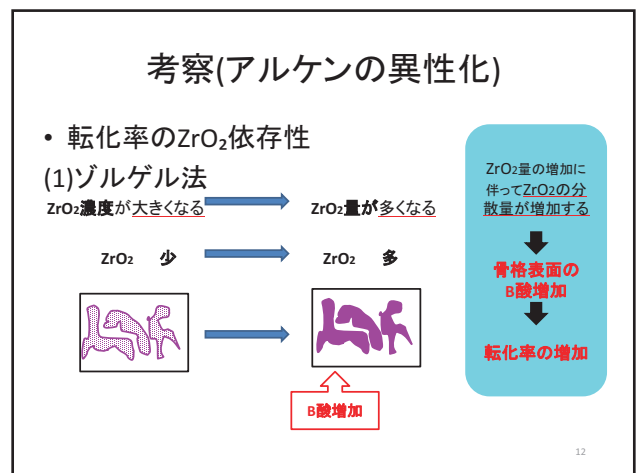 考察(アルケンの異性化)
• 転化率のZrO₂依存性
(1)ゾルゲル法
ZrO₂濃度が大きくなる
ZrO₂量が多くなる
ZrO₂ 少
ZrO₂ 多
B酸増加
ZrO₂量の増加に
伴ってZrO₂の分
散量が増加する
骨格表面の
B酸増加
転化率の増加
12